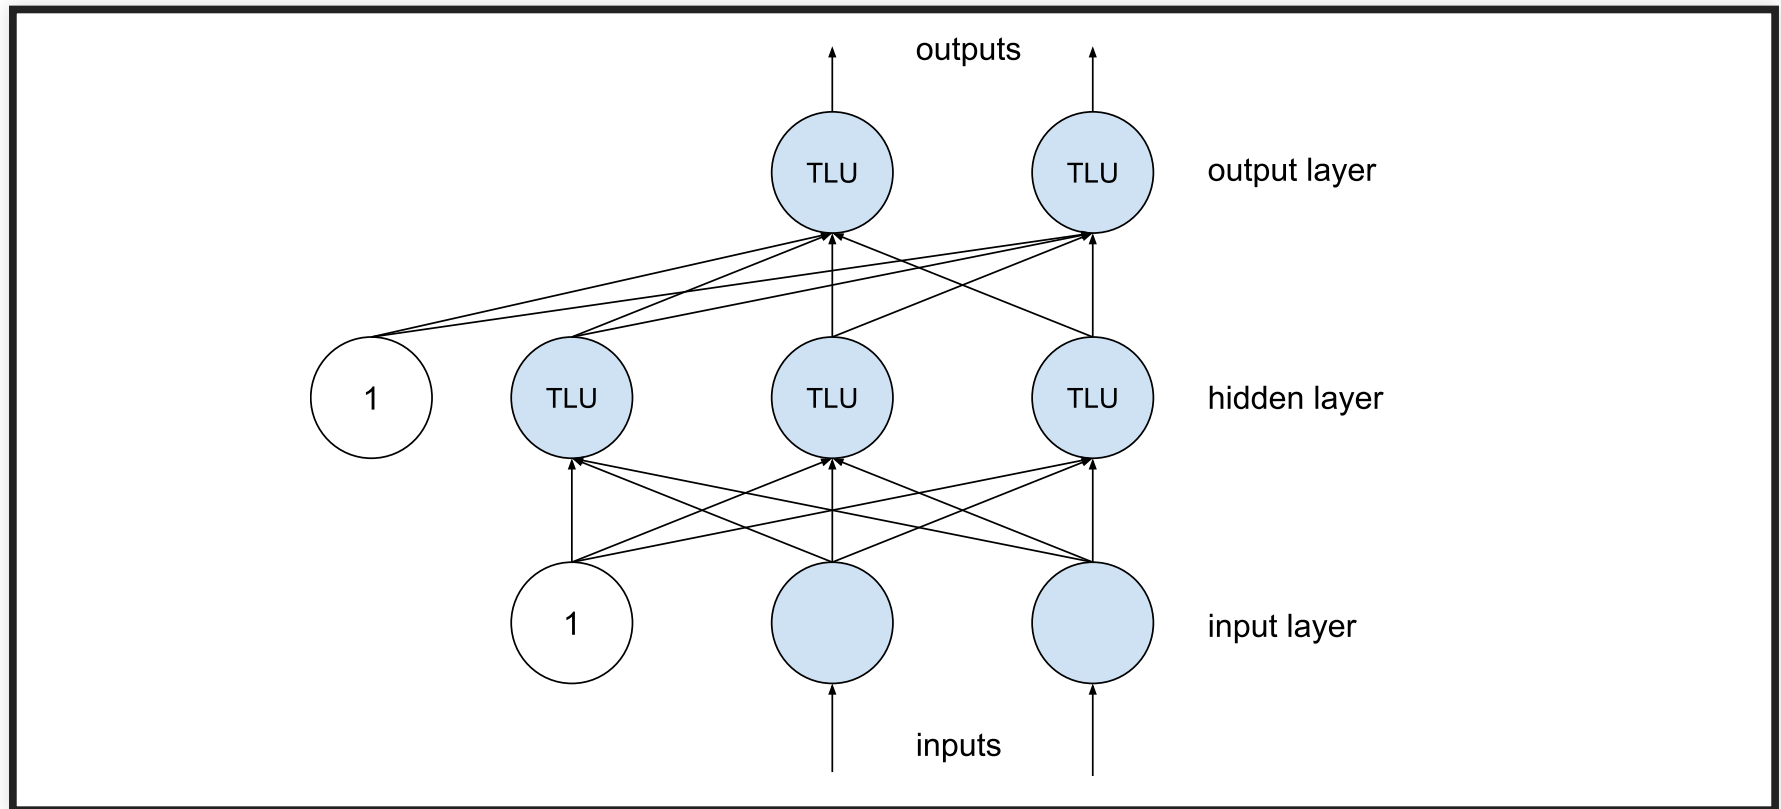 outputs
TLU TLU output layer
1 TLU TLU TLU hidden layer
1 input layer
inputs